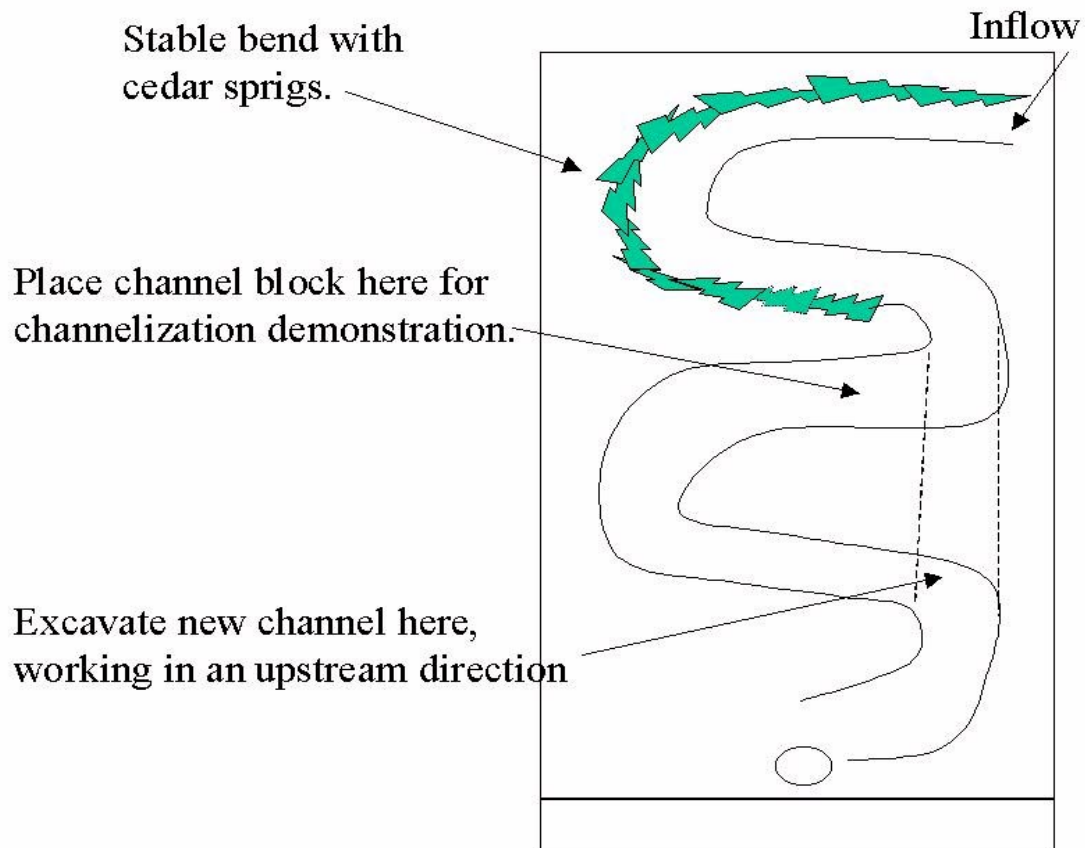 Inflow
Stable bend with
cedar sprigs.
Place channel block here for
channelization demonstration.
Excavate new channel here,
working in an upstream direction